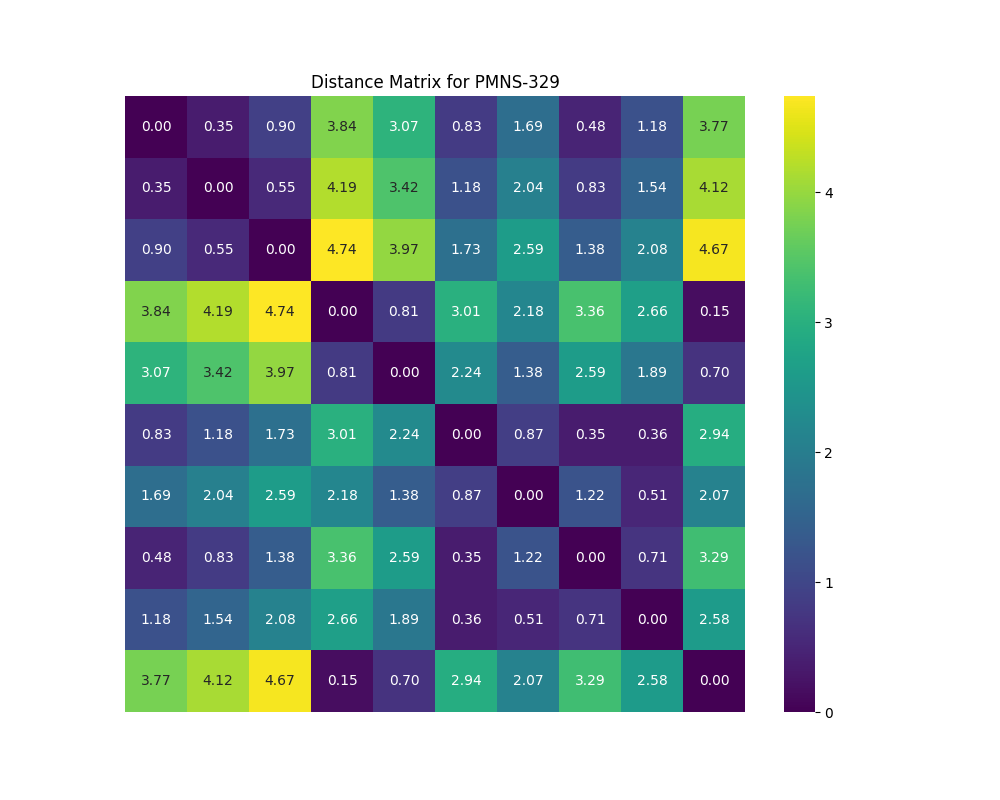 Distance Matrix for PMNS-329
0.00 0.35 0.90 3.84 3.07 0.83 1.69 0.48 1.18 3.77
0.35 0.00 0.55 4.19 3.42 1.18 2.04 0.83 1.54 4.12
0.90 0.55 0.00 4.74 3.97 1.73 2.59 1.38 2.08 4.67
3.84 4.19 4.74 0.00 0.81 3.01 2.18 3.36 2.66 0.15
3.07 3.42 3.97 0.81 0.00 2.24 1.38 2.59 1.89 0.70
0.83 1.18 1.73 3.01 2.24 0.00 0.87 0.35 0.36 2.94
1.69 2.04 2.59 2.18 1.38 0.87 0.00 1.22 0.51 2.07
0.48 0.83 1.38 3.36 2.59 0.35 1.22 0.00 0.71 3.29
1.18 1.54 2.08 2.66 1.89 0.36 0.51 0.71 0.00 2.58
3.77 4.12 4.67 0.15 0.70 2.94 2.07 3.29 2.58 0.00
4
3
2
1
0